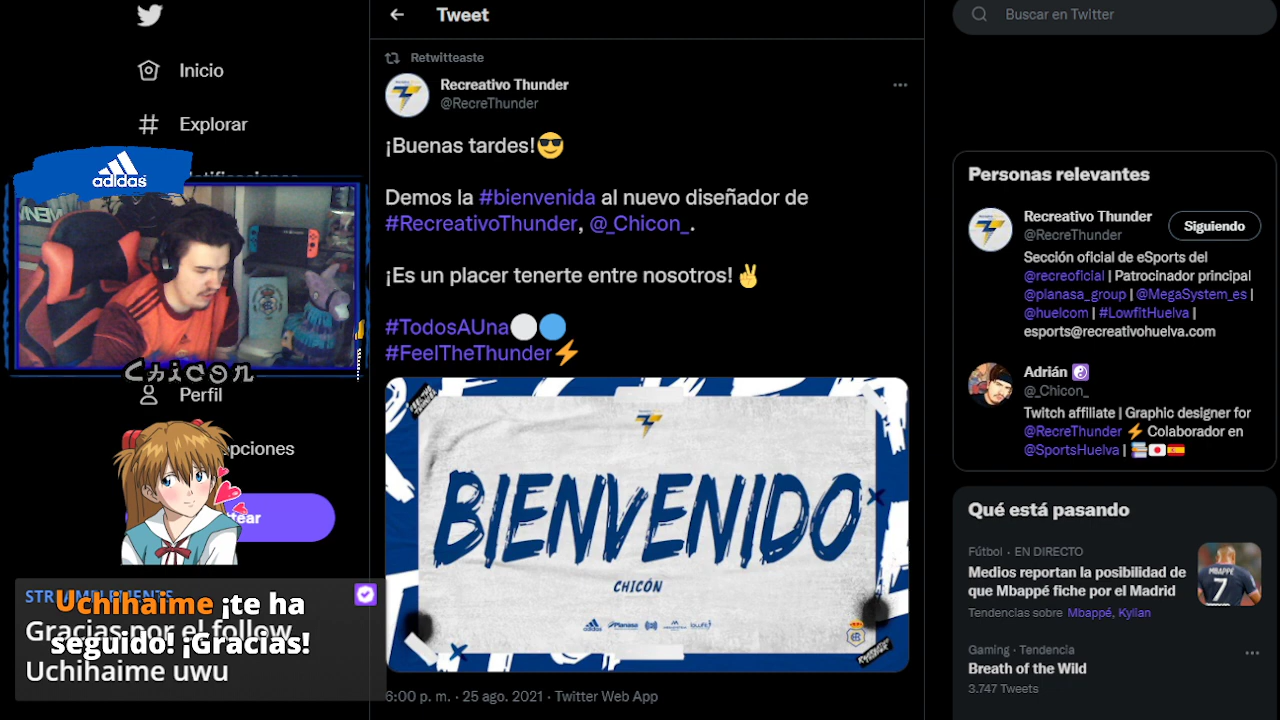 Inicio
Explorar
adidas
Chicon
Perfil
pciones
tear
Uchihaime ¡te ha
seguido! ¡Gracias!
Gracias por el follow
Uchihaime uwu
Tweet
Retwitteaste
Recreativo Thunder
@RecreThunder
¡Buenas tardes!😎
Demos la #bienvenida al nuevo diseñador de
#RecreativoThunder, @_Chicon_.
¡Es un placer tenerte entre nosotros!✌
#TodosAUna⚪🔵
#FeelTheThunder⚡
BIENVENIDO
CHICÓN
adidas Planasa
6:00 p. m. · 25 ago. 2021 · Twitter Web App
Buscar en Twitter
Personas relevantes
Recreativo Thunder
@RecreThunder
Siguiendo
Sección oficial de eSports del
@recreoficial | Patrocinador principal
@planasa_group | @MegaSystem_es |
@huelcom | #LowfitHuelva |
esports@recreativohuelva.com
Adrián ☯
@_Chicon_
Twitch affiliate | Graphic designer for
@RecreThunder ⚡ Colaborador en
@SportsHuelva | 📚🇯🇵🇪🇸
Qué está pasando
Fútbol · EN DIRECTO
Medios reportan la posibilidad de
que Mbappé fiche por el Madrid
Tendencias sobre Mbappé, Kylian
MBAPPÉ
7
Gaming · Tendencia
Breath of the Wild
3.747 Tweets